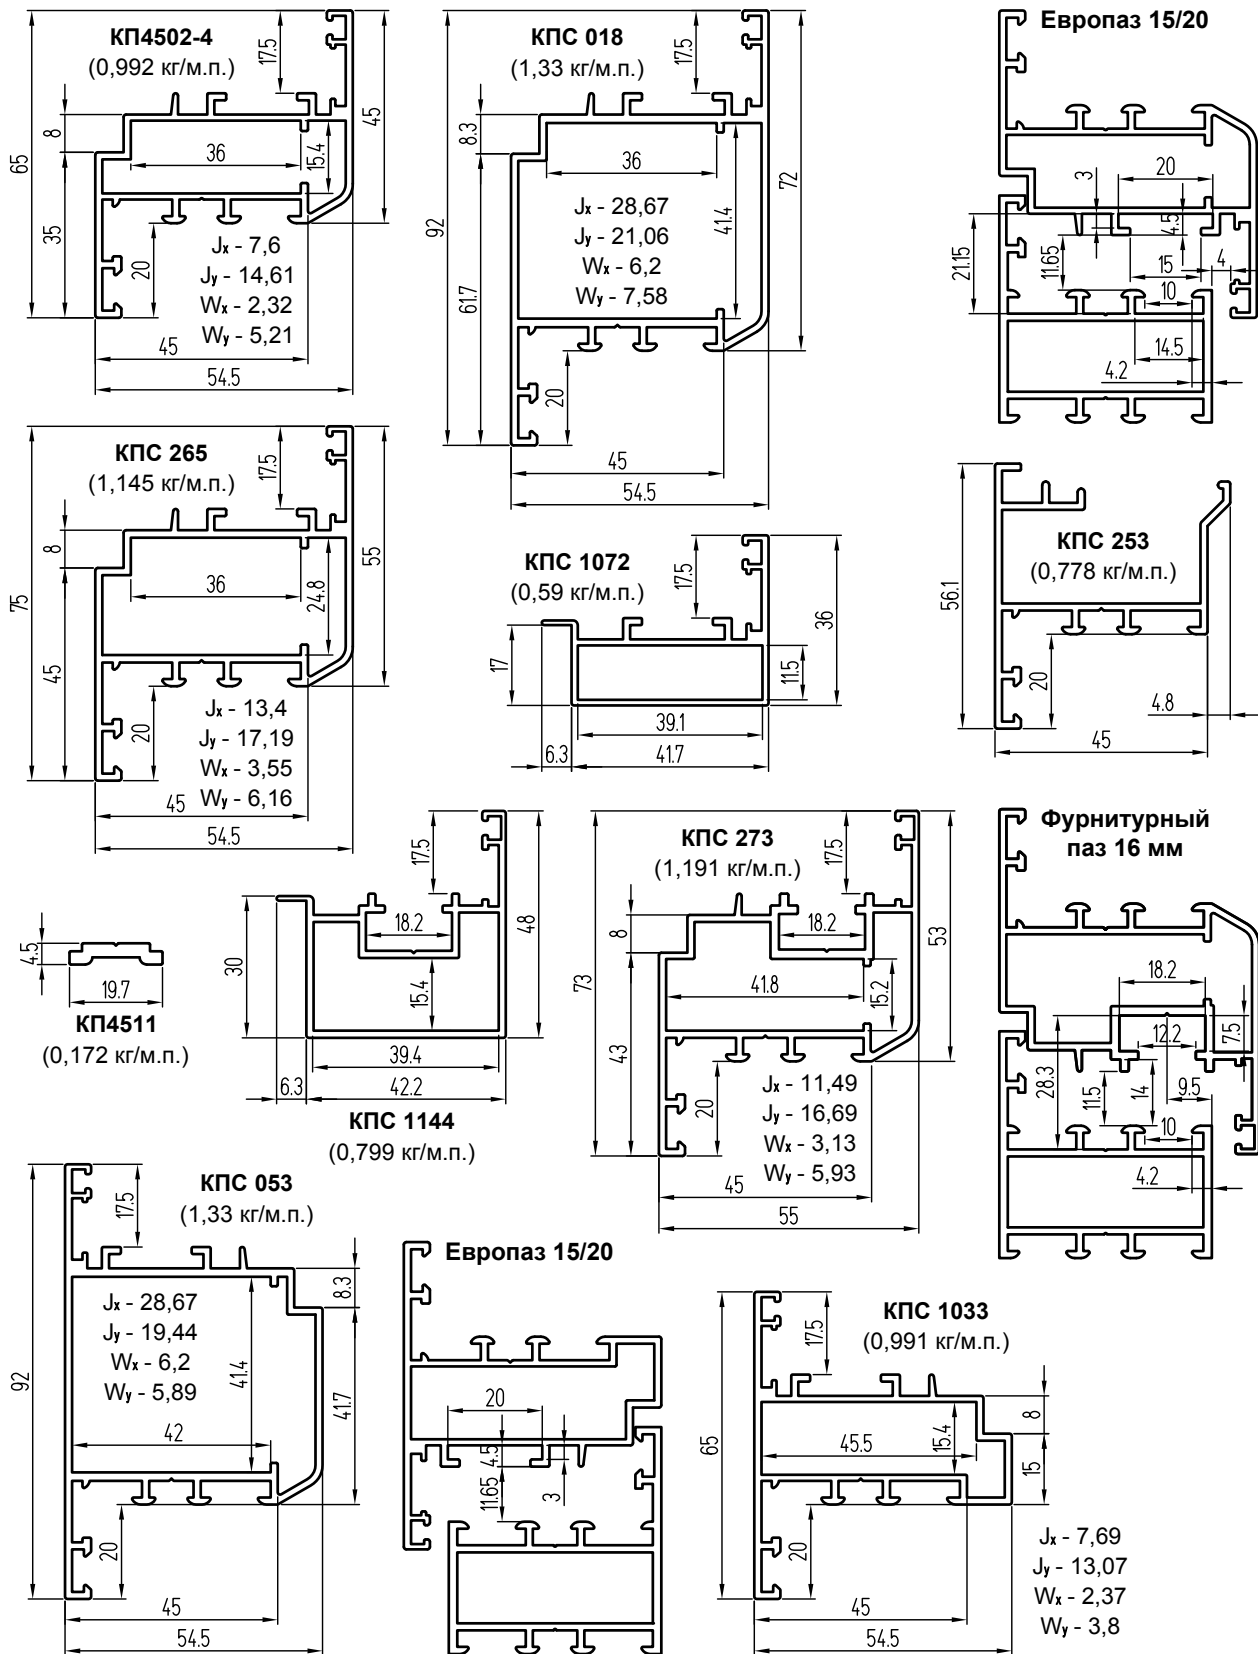 КП4502-4
(0,992 кг/м.п.)
17.5
65
8
35
36
15.4
45
20
Jx - 7,6
Jy - 14,61
Wx - 2,32
Wy - 5,21
45
54.5
КПС 018
(1,33 кг/м.п.)
17.5
92
8.3
61.7
36
41.4
72
Jx - 28,67
Jy - 21,06
Wx - 6,2
Wy - 7,58
20
45
54.5
Европаз 15/20
3
20
4.5
21.15
11.65
15
4
10
14.5
4.2
КПС 265
(1,145 кг/м.п.)
17.5
75
8
45
36
24.8
55
20
Jx - 13,4
Jy - 17,19
Wx - 3,55
Wy - 6,16
45
54.5
КПС 1072
(0,59 кг/м.п.)
17.5
36
17
11.5
39.1
6.3
41.7
КПС 253
(0,778 кг/м.п.)
56.1
20
4.8
45
4.5
19.7
КП4511
(0,172 кг/м.п.)
17.5
18.2
48
30
15.4
39.4
6.3
42.2
КПС 1144
(0,799 кг/м.п.)
КПС 273
(1,191 кг/м.п.)
17.5
73
8
43
18.2
41.8
15.2
53
20
Jx - 11,49
Jy - 16,69
Wx - 3,13
Wy - 5,93
45
55
Фурнитурный
паз 16 мм
18.2
12.2
7.5
28.3
11.5
14
9.5
10
4.2
КПС 053
(1,33 кг/м.п.)
17.5
92
8.3
Jx - 28,67
Jy - 19,44
Wx - 6,2
Wy - 5,89
41.4
41.7
42
20
45
54.5
Европаз 15/20
20
4.5
11.65
3
КПС 1033
(0,991 кг/м.п.)
17.5
65
8
45.5
15.4
15
20
45
54.5
Jx - 7,69
Jy - 13,07
Wx - 2,37
Wy - 3,8